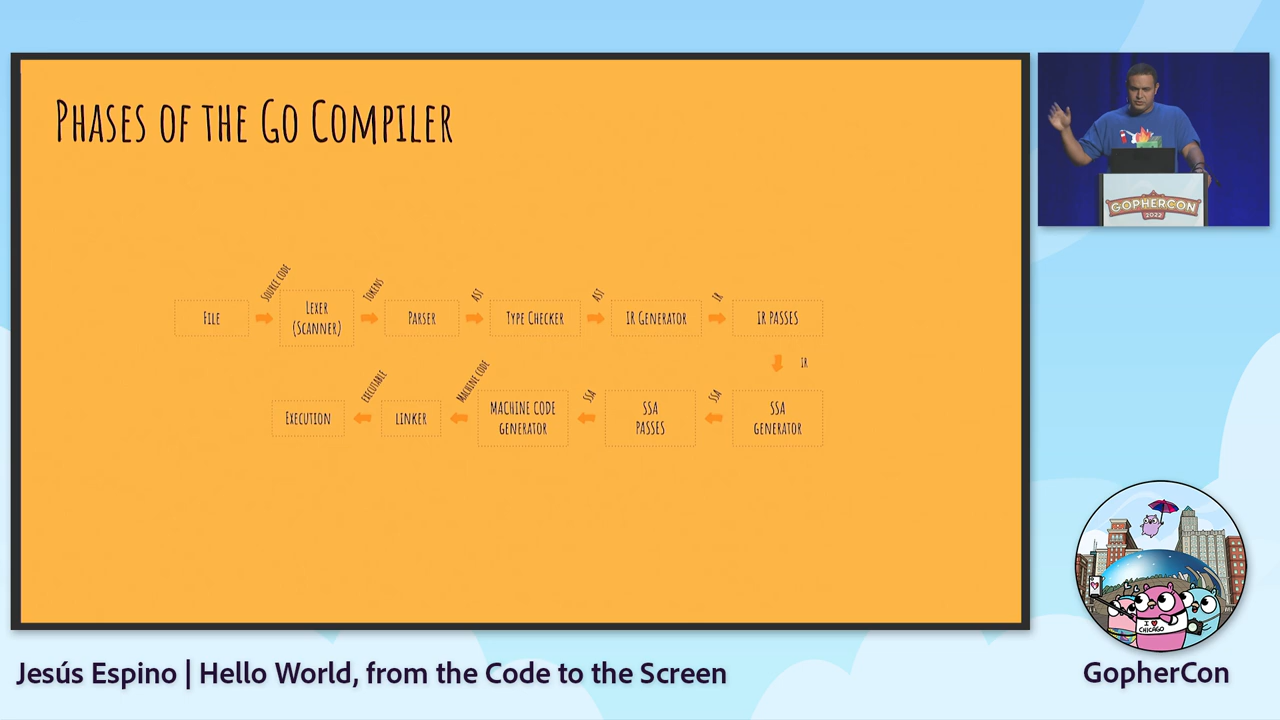 Phases of the Go Compiler
Source code
Tokens
AST
AST
IR
File
Lexer
(Scanner)
Parser
Type Checker
IR Generator
IR PASSES
IR
executable
Machine code
SSA
SSA
Execution
linker
MACHINE CODE
generator
SSA
PASSES
SSA
generator
GOPHERCON
2022
I ♥
CHICAGO
Jesús Espino | Hello World, from the Code to the Screen
GopherCon